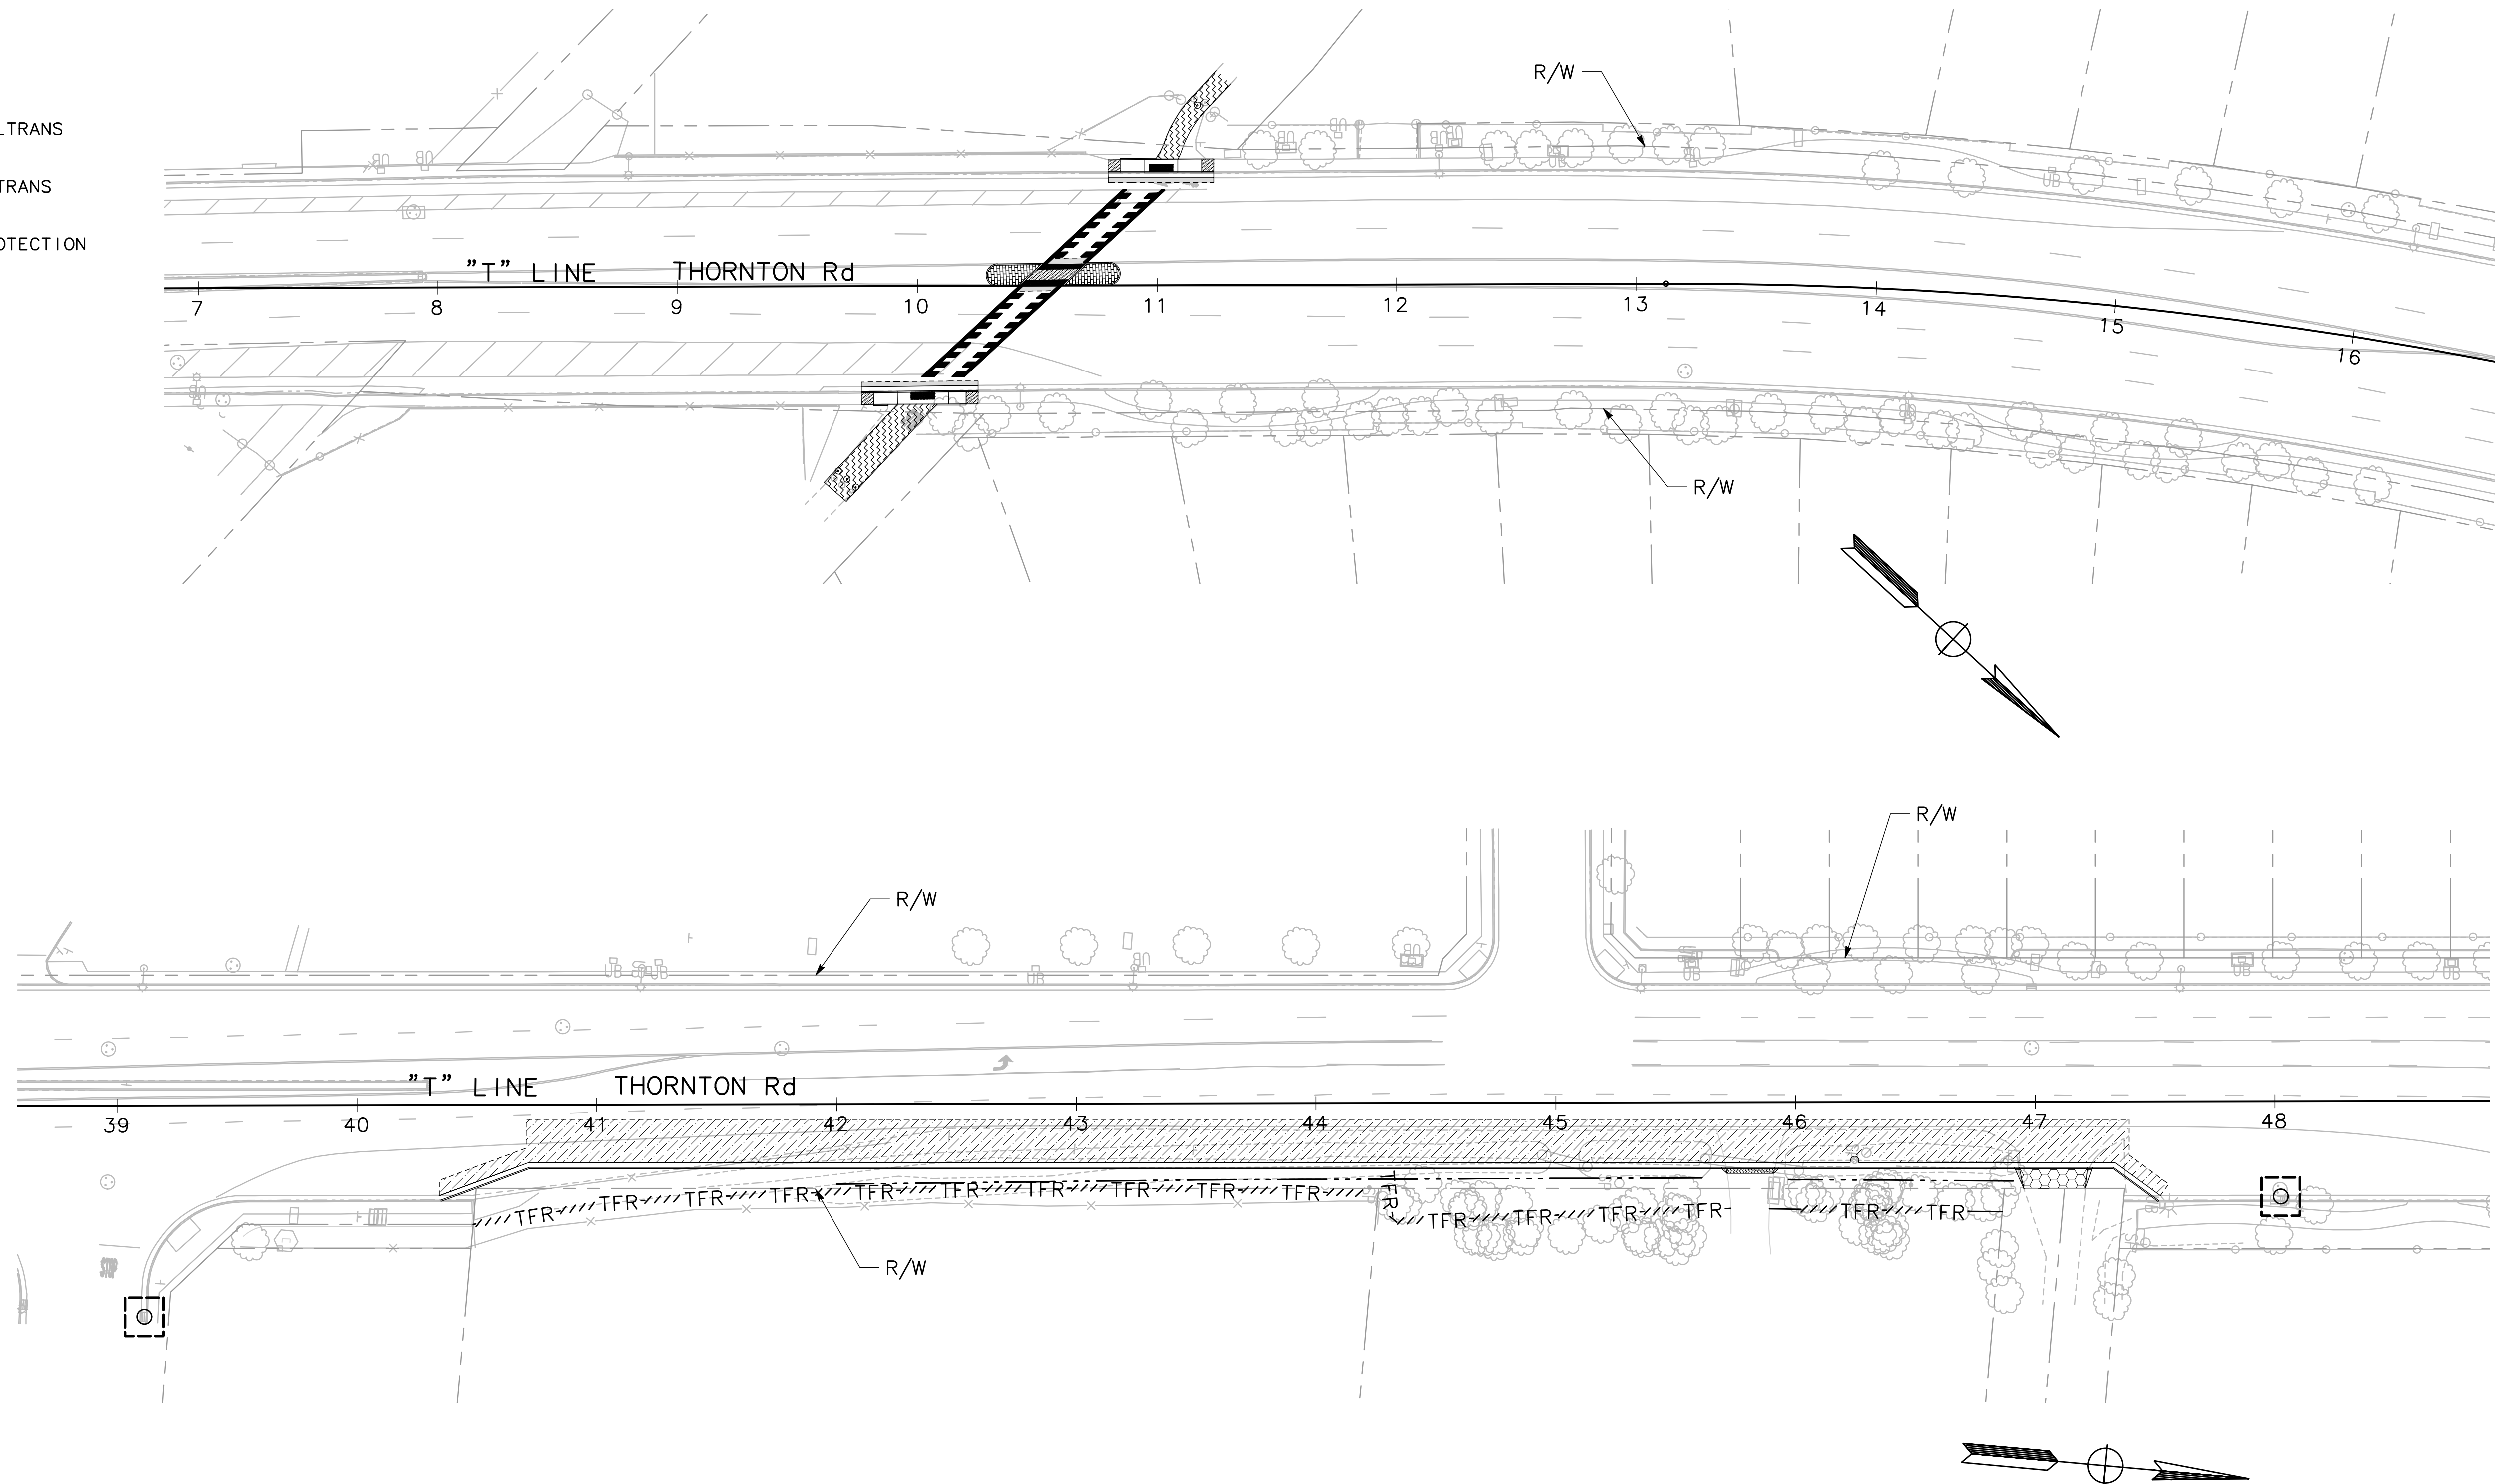 LTRANS
TRANS
OTECTION
R/W
"T" LINE THORNTON Rd
7 8 9 10 11 12 13 14 15 16
R/W
R/W
R/W
"T" LINE THORNTON Rd
39 40 41 42 43 44 45 46 47 48
TFR TFR TFR TFR TFR TFR TFR TFR TFR TFR
TFR
TFR TFR TFR TFR TFR TFR
R/W
STOP